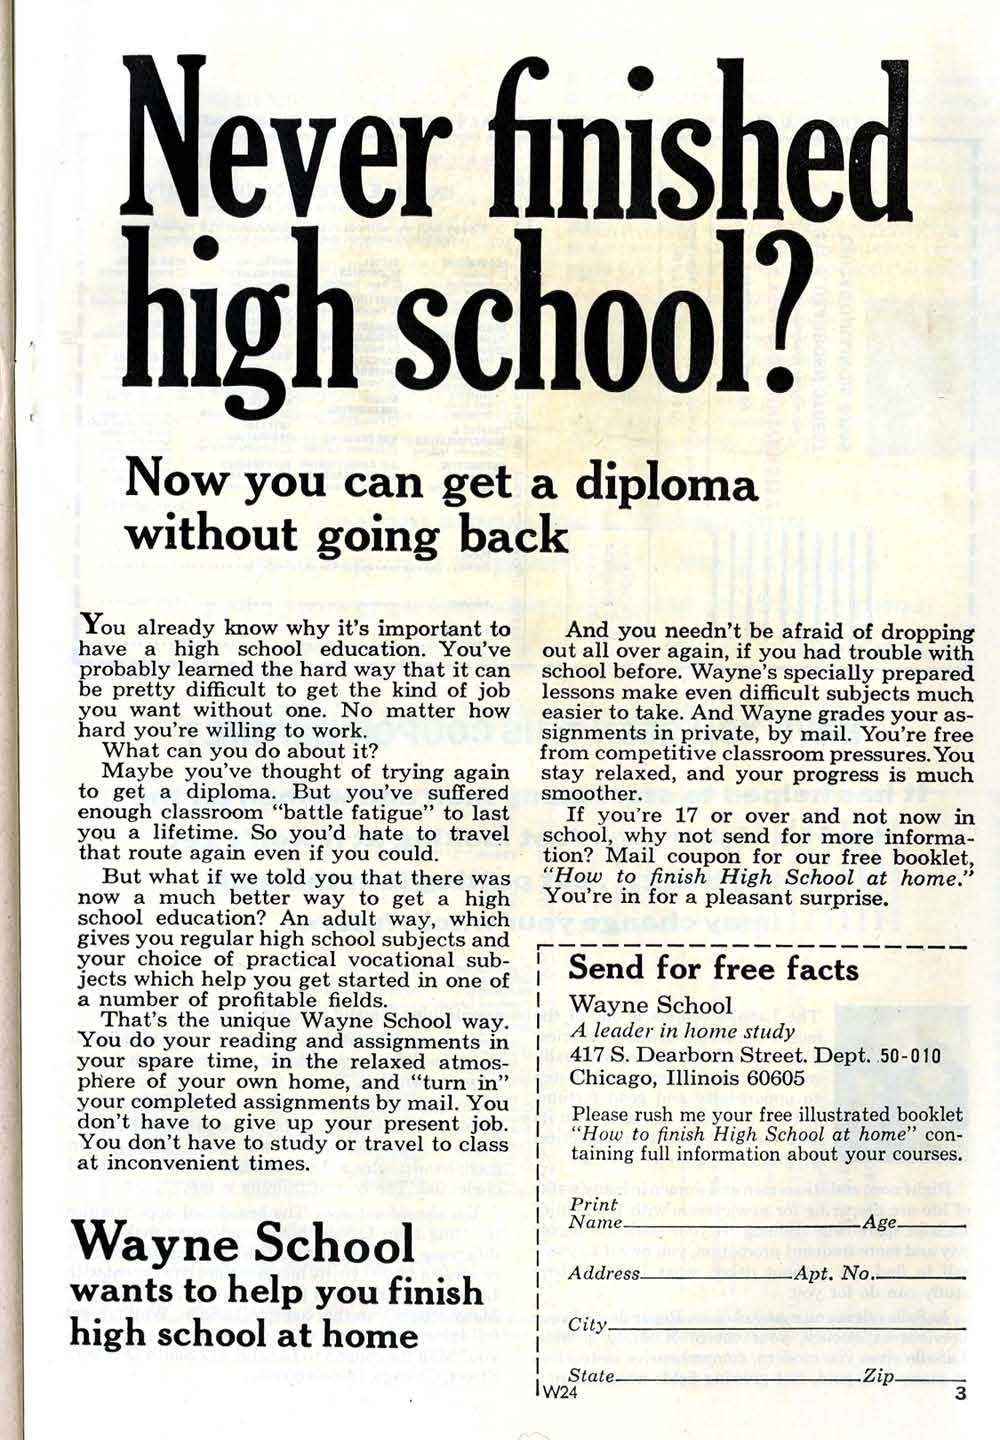 Never finished
high school?
Now you can get a diploma
without going back
You already know why it's important to
have a high school education. You've
probably learned the hard way that it can
be pretty difficult to get the kind of job
you want without one. No matter how
hard you're willing to work.
What can you do about it?
Maybe you've thought of trying again
to get a diploma. But you've suffered
enough classroom "battle fatigue" to last
you a lifetime. So you'd hate to travel
that route again even if you could.
But what if we told you that there was
now a much better way to get a high
school education? An adult way, which
gives you regular high school subjects and
your choice of practical vocational sub-
jects which help you get started in one of
a number of profitable fields.
That's the unique Wayne School way.
You do your reading and assignments in
your spare time, in the relaxed atmos-
phere of your own home, and "turn in"
your completed assignments by mail. You
don't have to give up your present job.
You don't have to study or travel to class
at inconvenient times.
Wayne School
wants to help you finish
high school at home
And you needn't be afraid of dropping
out all over again, if you had trouble with
school before. Wayne's specially prepared
lessons make even difficult subjects much
easier to take. And Wayne grades your as-
signments in private, by mail. You're free
from competitive classroom pressures. You
stay relaxed, and your progress is much
smoother.
If you're 17 or over and not now in
school, why not send for more informa-
tion? Mail coupon for our free booklet,
"How to finish High School at home."
You're in for a pleasant surprise.
Send for free facts
Wayne School
A leader in home study
417 S. Dearborn Street. Dept. 50-010
Chicago, Illinois 60605
Please rush me your free illustrated booklet
"How to finish High School at home" con-
taining full information about your courses.
Print
Name Age
Address Apt. No.
City
State Zip
W24 3